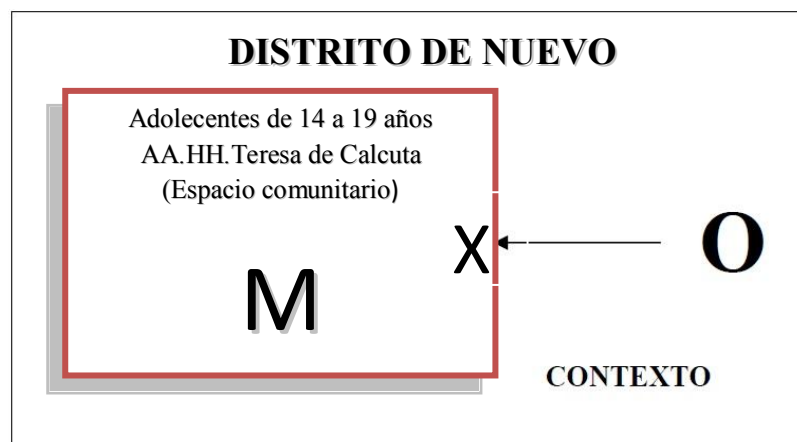 DISTRITO DE NUEVO
Adolecentes de 14 a 19 años
AA.HH.Teresa de Calcuta
(Espacio comunitario)
X
O
M
CONTEXTO